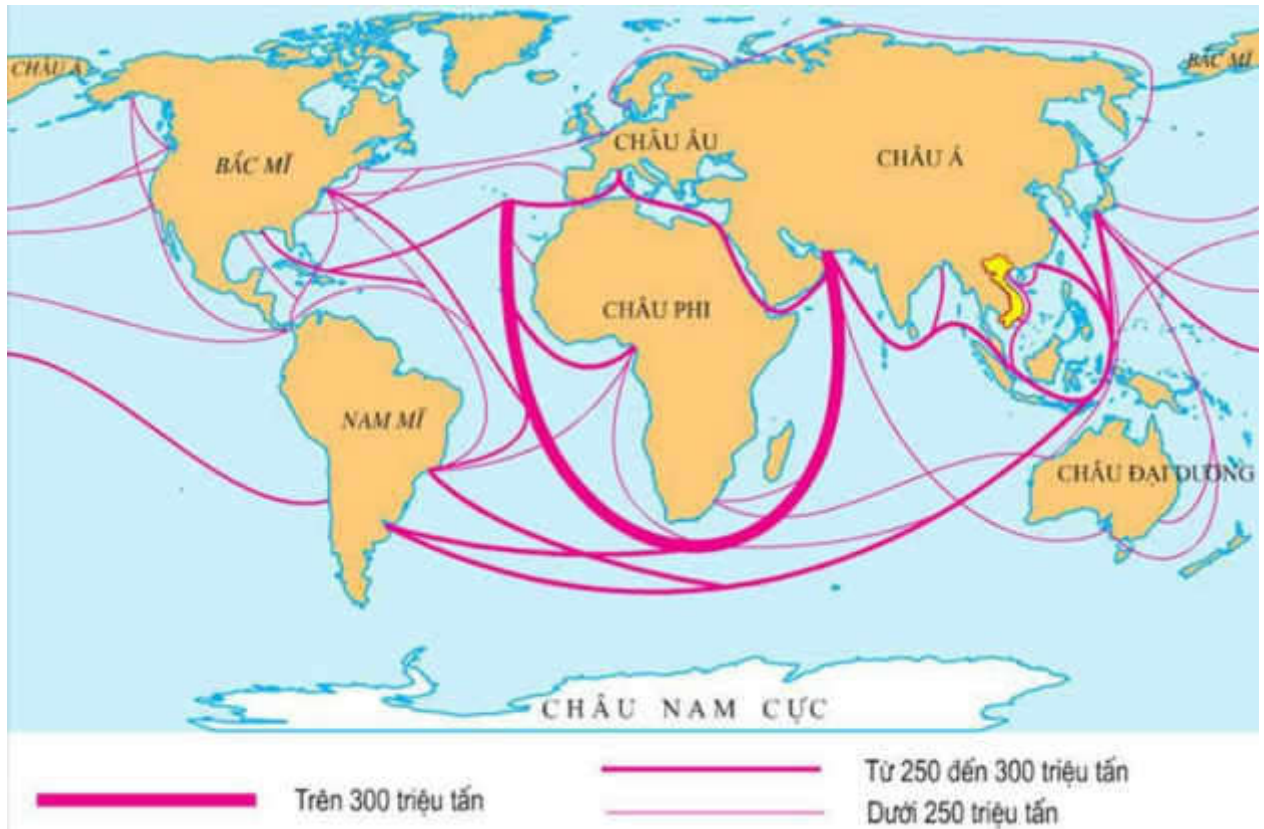 CHÂU Á
BẮC MĨ
BẮC MĨ
CHÂU ÂU
CHÂU Á
CHÂU PHI
NAM MĨ
CHÂU ĐẠI DƯƠNG
CHÂU NAM CỰC
Trên 300 triệu tấn
Từ 250 đến 300 triệu tấn
Dưới 250 triệu tấn